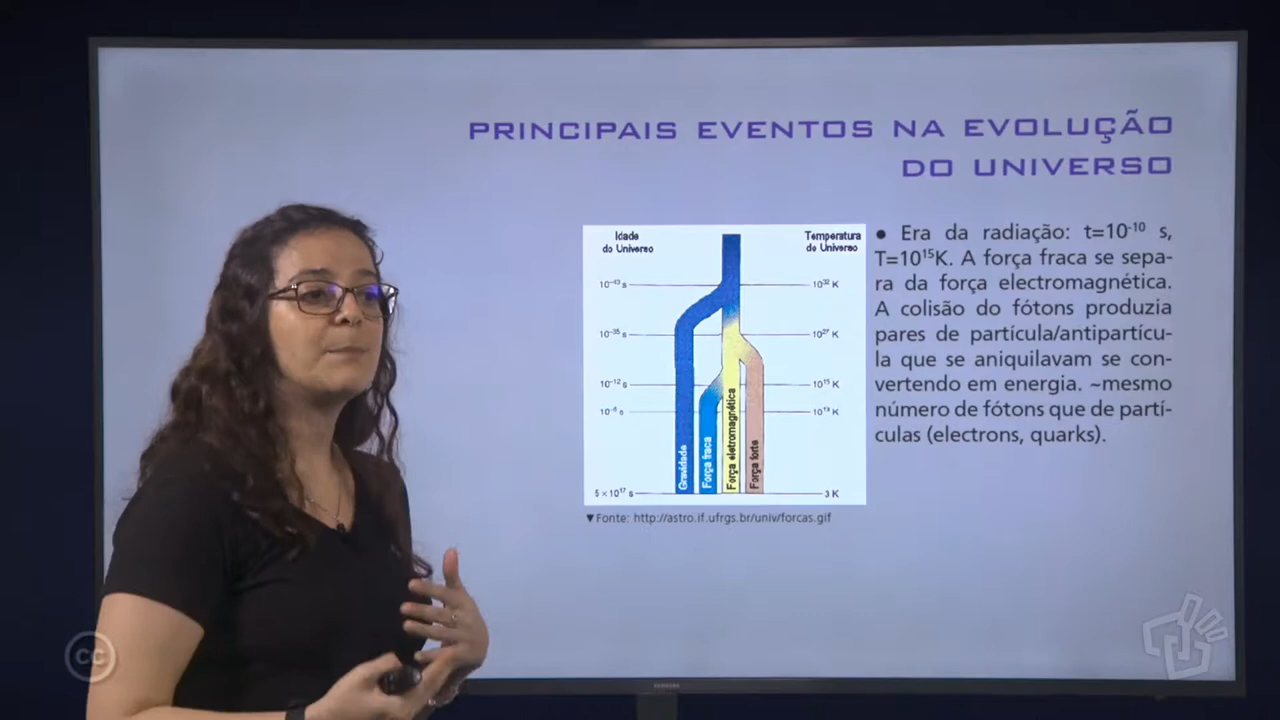 PRINCIPAIS EVENTOS NA EVOLUÇÃO
DO UNIVERSO
Idade
do Universo
Temperatura
do Universo
10⁻⁴³ s
10³² K
10⁻³⁵ s
10²⁷ K
10⁻¹² s
10¹⁵ K
10⁻⁶ s
10¹³ K
5 × 10¹⁷ s
3 K
Gravidade
Força fraca
Força eletromagnética
Força forte
▼Fonte: http://astro.if.ufrgs.br/univ/forcas.gif
● Era da radiação: t=10⁻¹⁰ s,
T=10¹⁵K. A força fraca se sepa-
ra da força electromagnética.
A colisão do fótons produzia
pares de partícula/antipartícu-
la que se aniquilavam se con-
vertendo em energia. ~mesmo
número de fótons que de partí-
culas (electrons, quarks).
SAMSUNG
cc